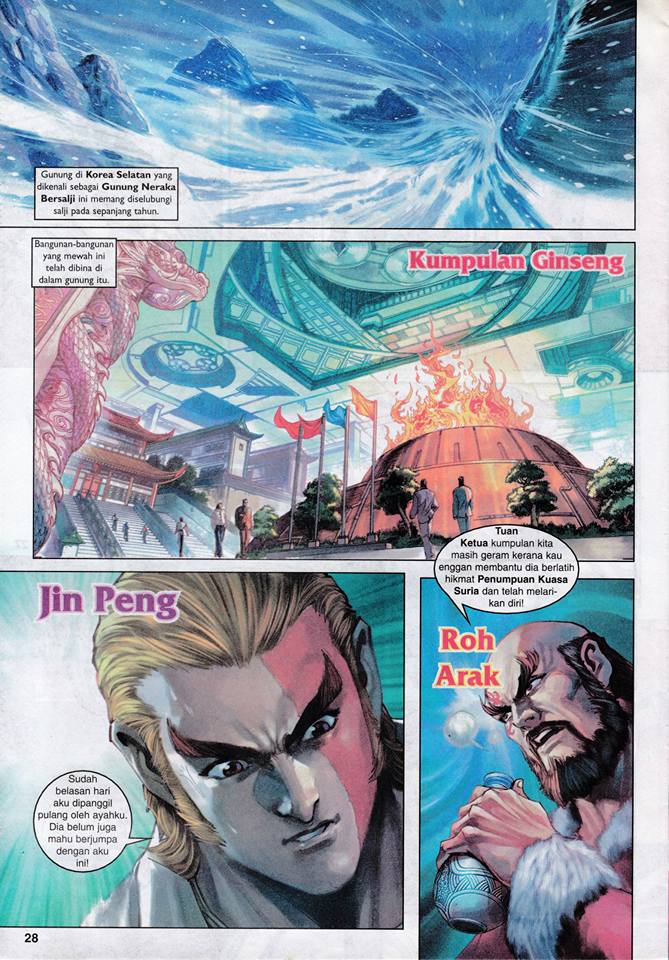 Gunung di Korea Selatan yang
dikenali sebagai Gunung Neraka
Bersalji ini memang diselubungi
salji pada sepanjang tahun.
Bangunan-bangunan
yang mewah ini
telah dibina di
dalam gunung itu.
Kumpulan Ginseng
Jin Peng
Sudah
belasan hari
aku dipanggil
pulang oleh ayahku.
Dia belum juga
mahu berjumpa
dengan aku
ini!
Tuan
Ketua kumpulan kita
masih geram kerana kau
enggan membantu dia berlatih
hikmat Penumpuan Kuasa
Suria dan telah melari-
kan diri!
Roh
Arak
28